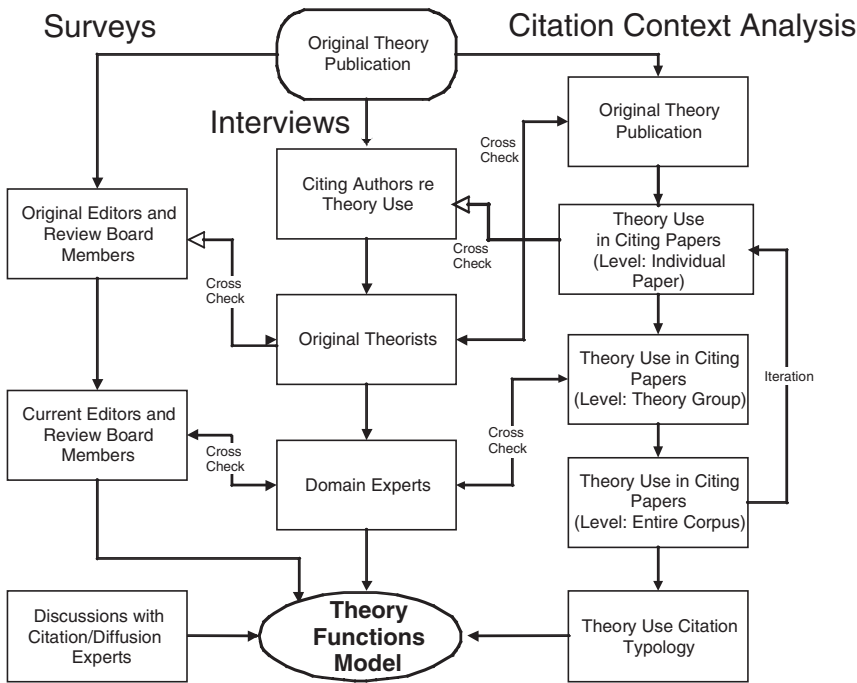 Surveys
Original Theory
Publication
Citation Context Analysis
Interviews
Original Theory
Publication
Cross
Check
Citing Authors re
Theory Use
Original Editors and
Review Board
Members
Theory Use
in Citing Papers
(Level: Individual
Paper)
Cross
Check
Cross
Check
Original Theorists
Theory Use in Citing
Papers
(Level: Theory Group)
Iteration
Current Editors and
Review Board
Members
Cross
Check
Cross
Check
Domain Experts
Theory Use in Citing
Papers
(Level: Entire Corpus)
Discussions with
Citation/Diffusion
Experts
Theory
Functions
Model
Theory Use Citation
Typology